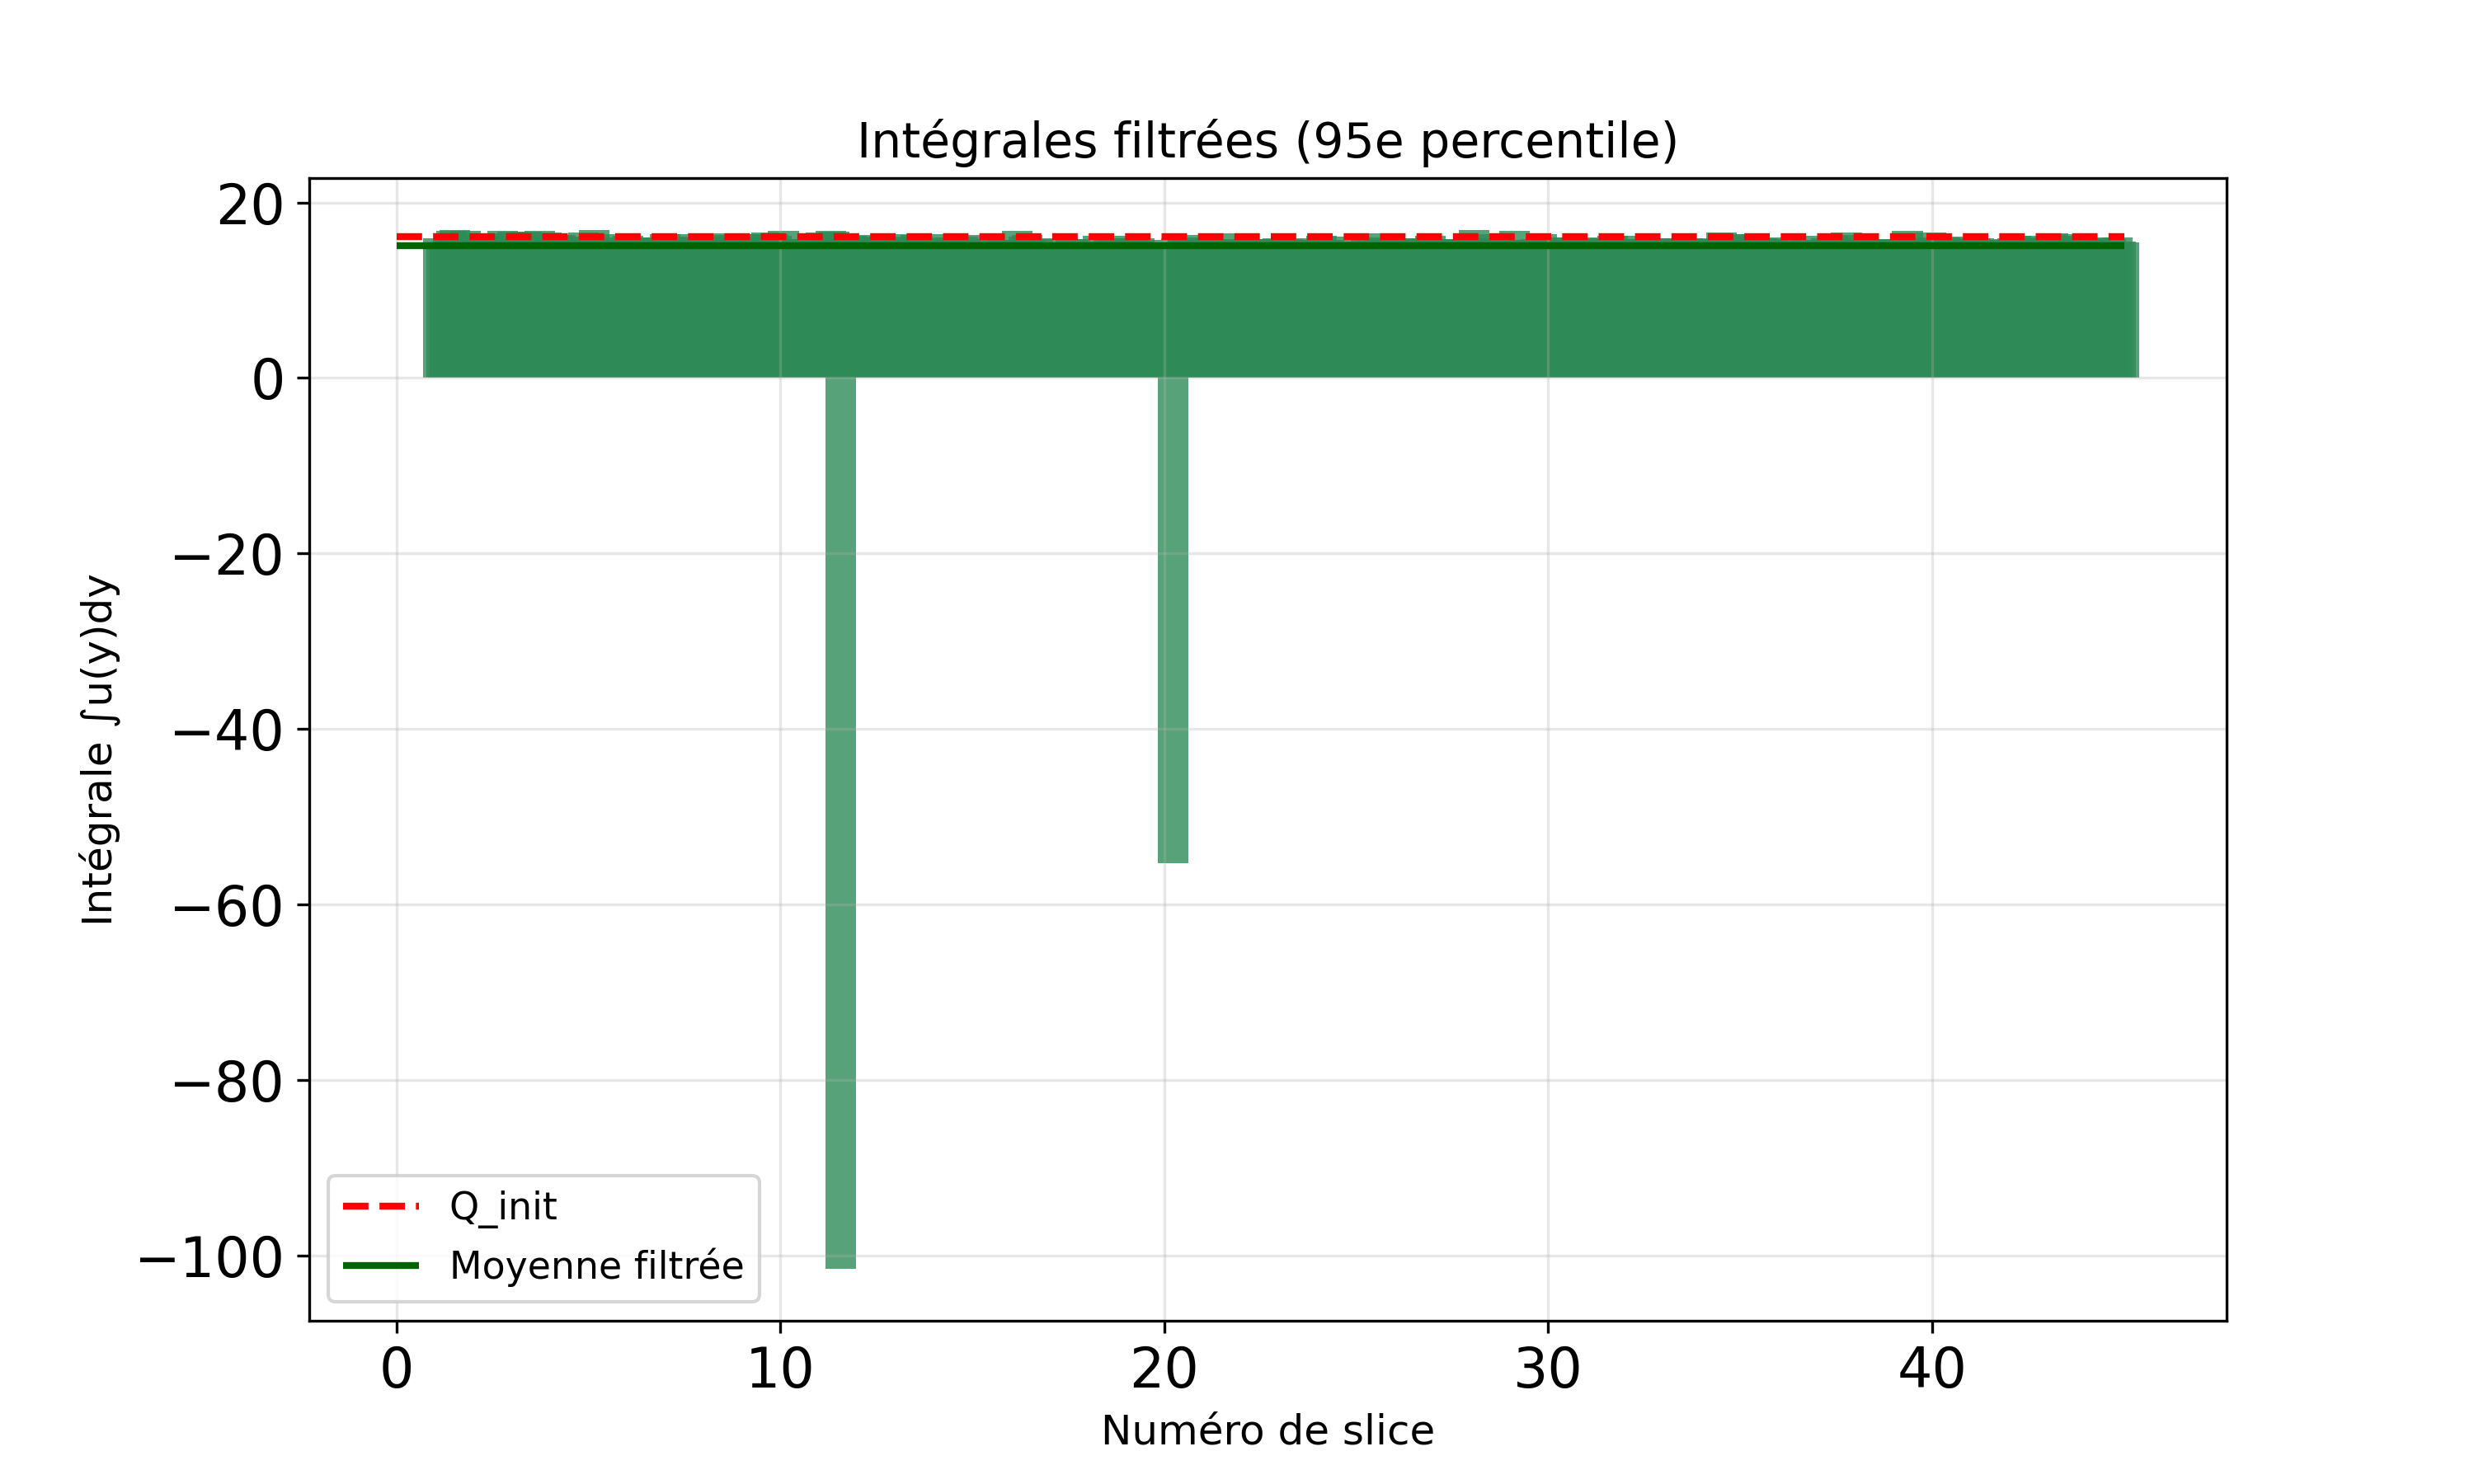 Intégrales filtrées (95e percentile)
20
0
−20
−40
−60
−80
−100
Intégrale ∫u(y)dy
Q_init
Moyenne filtrée
0 10 20 30 40
Numéro de slice